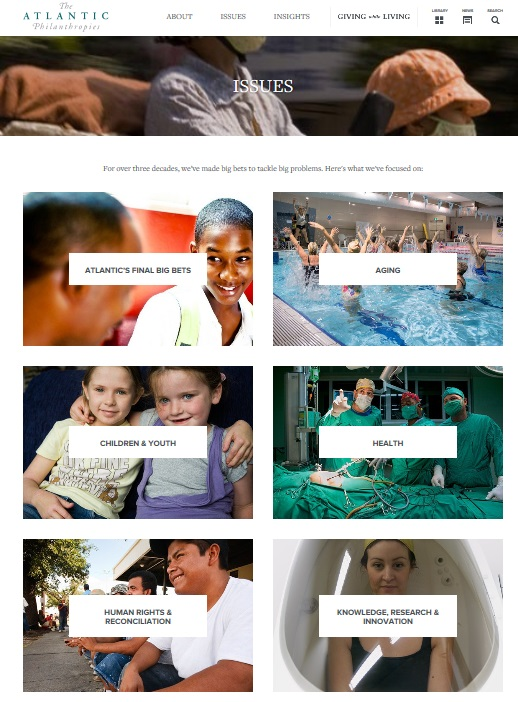 The
ATLANTIC
Philanthropies
ABOUT
ISSUES
INSIGHTS
GIVING while LIVING
LIBRARY
NEWS
SEARCH
ISSUES
For over three decades, we've made big bets to tackle big problems. Here's what we've focused on:
ATLANTIC'S FINAL BIG BETS
AGING
CHILDREN & YOUTH
HEALTH
HUMAN RIGHTS &
RECONCILIATION
KNOWLEDGE, RESEARCH &
INNOVATION